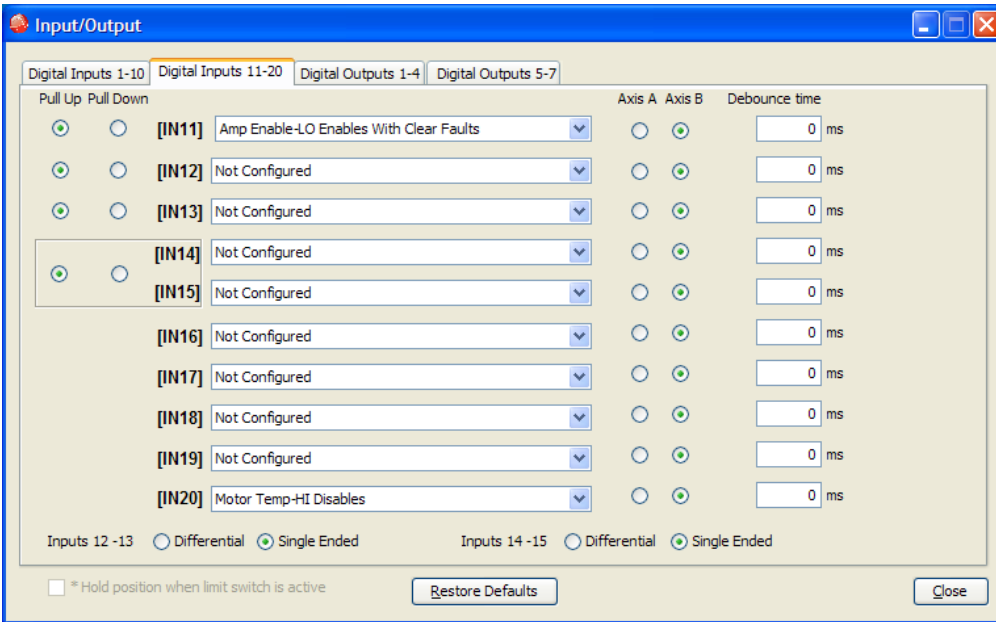 Input/Output
Digital Inputs 1-10 Digital Inputs 11-20 Digital Outputs 1-4 Digital Outputs 5-7
Pull Up Pull Down Axis A Axis B Debounce time
[IN11] Amp Enable-LO Enables With Clear Faults 0 ms
[IN12] Not Configured 0 ms
[IN13] Not Configured 0 ms
[IN14] Not Configured 0 ms
[IN15] Not Configured 0 ms
[IN16] Not Configured 0 ms
[IN17] Not Configured 0 ms
[IN18] Not Configured 0 ms
[IN19] Not Configured 0 ms
[IN20] Motor Temp-HI Disables 0 ms
Inputs 12 -13 Differential Single Ended Inputs 14 -15 Differential Single Ended
* Hold position when limit switch is active Restore Defaults Close